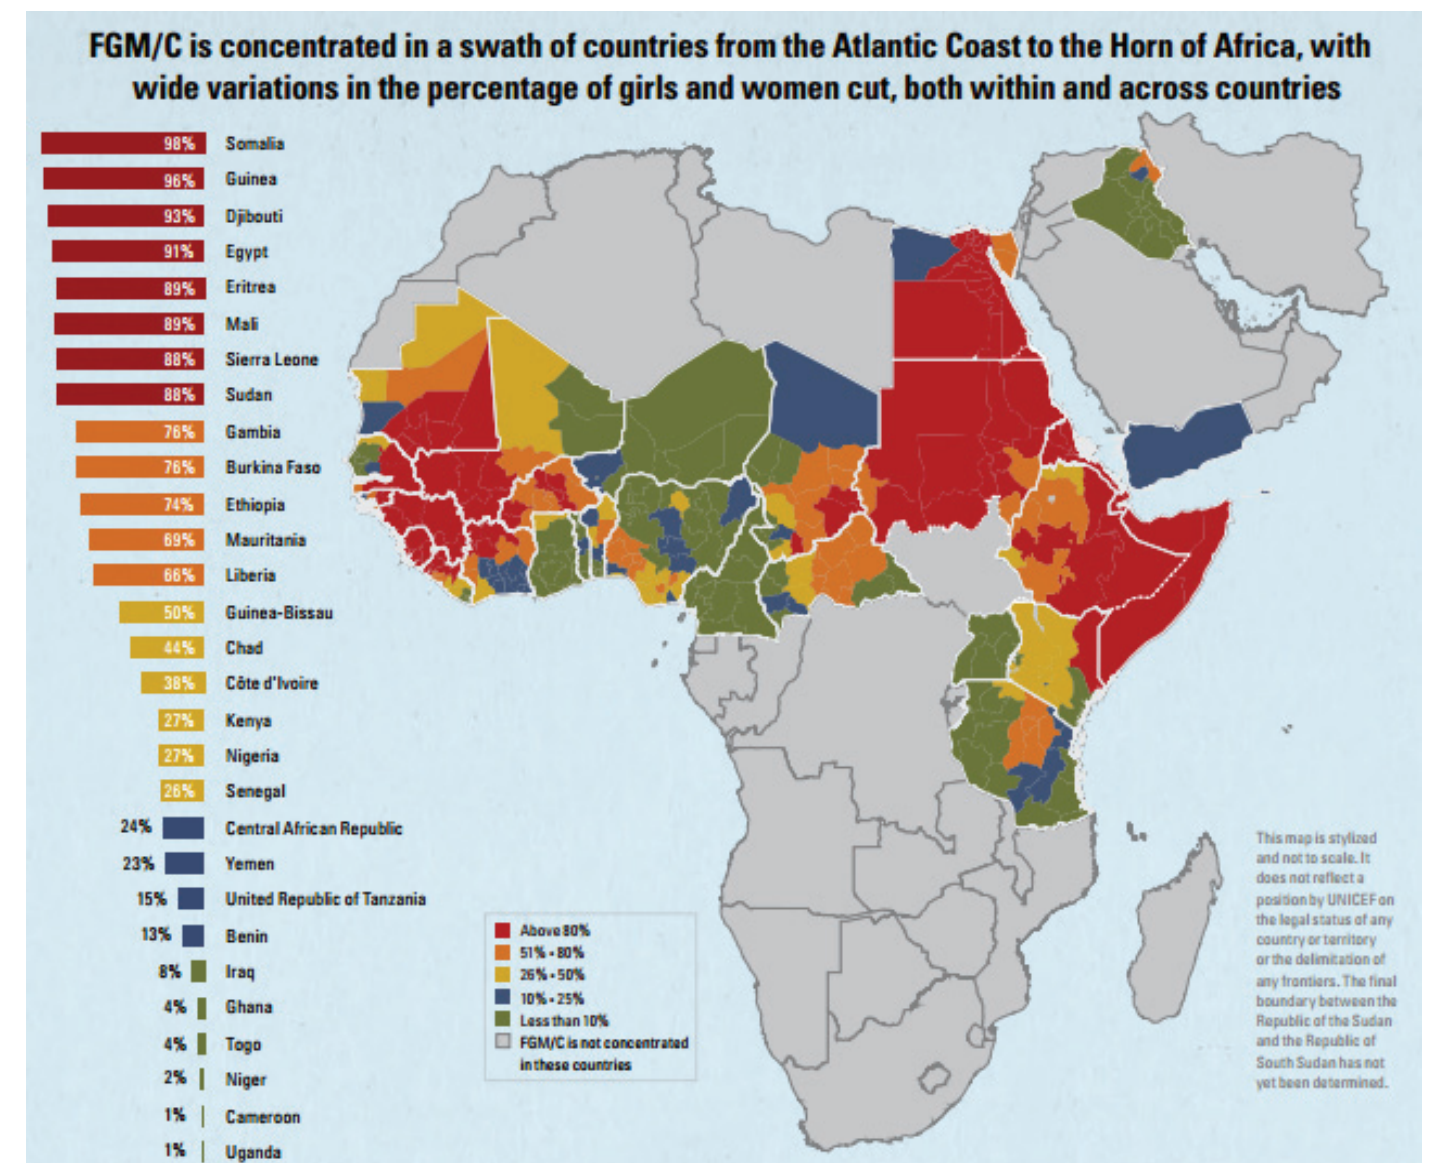 FGM/C is concentrated in a swath of countries from the Atlantic Coast to the Horn of Africa, with
wide variations in the percentage of girls and women cut, both within and across countries
98% Somalia
96% Guinea
93% Djibouti
91% Egypt
89% Eritrea
89% Mali
88% Sierra Leone
88% Sudan
76% Gambia
76% Burkina Faso
74% Ethiopia
69% Mauritania
66% Liberia
50% Guinea-Bissau
44% Chad
38% Côte d'Ivoire
27% Kenya
27% Nigeria
26% Senegal
24% Central African Republic
23% Yemen
15% United Republic of Tanzania
13% Benin
8% Iraq
4% Ghana
4% Togo
2% Niger
1% Cameroon
1% Uganda
Above 80%
51% - 80%
26% - 50%
10% - 25%
Less than 10%
FGM/C is not concentrated
in these countries
This map is stylized
and not to scale. It
does not reflect a
position by UNICEF on
the legal status of any
country or territory
or the delimitation of
any frontiers. The final
boundary between the
Republic of the Sudan
and the Republic of
South Sudan has not
yet been determined.